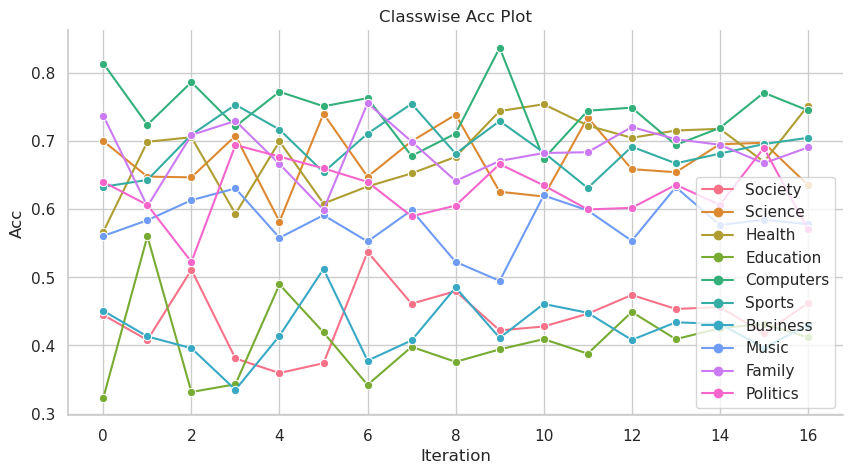 Classwise Acc Plot
Acc
0.8
0.7
0.6
0.5
0.4
0.3
Society
Science
Health
Education
Computers
Sports
Business
Music
Family
Politics
0 2 4 6 8 10 12 14 16
Iteration